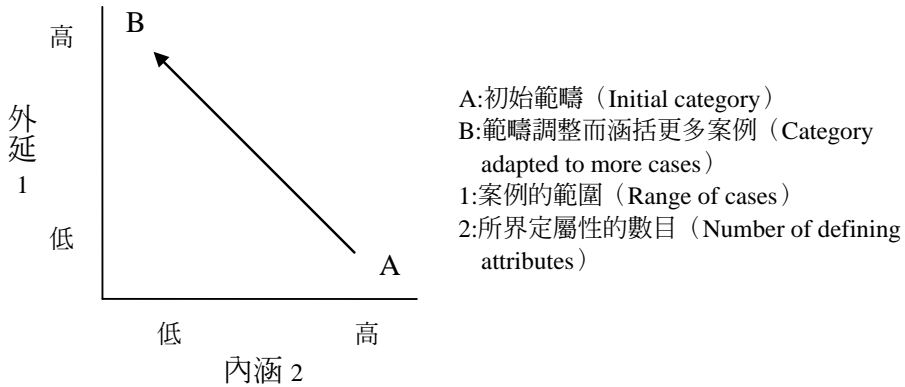 B
高
外
延
1
低
A
低
高
內涵 2
A:初始範疇（Initial category）
B:範疇調整而涵括更多案例（Category
adapted to more cases）
1:案例的範圍（Range of cases）
2:所界定屬性的數目（Number of defining
attributes）